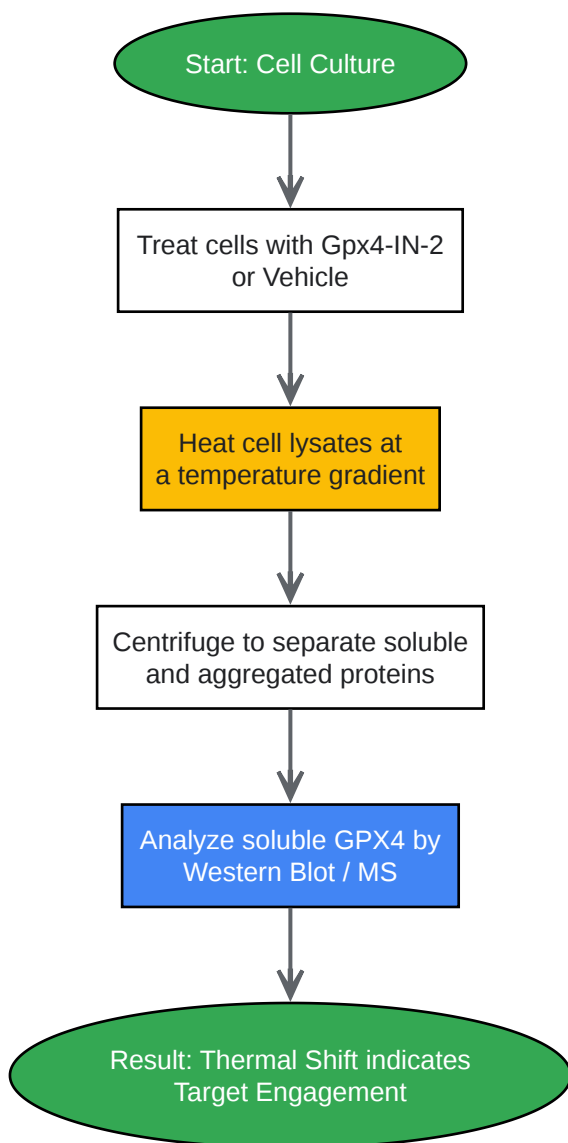 Start: Cell Culture
Treat cells with Gpx4-IN-2
or Vehicle
Heat cell lysates at
a temperature gradient
Centrifuge to separate soluble
and aggregated proteins
Analyze soluble GPX4 by
Western Blot / MS
Result: Thermal Shift indicates
Target Engagement